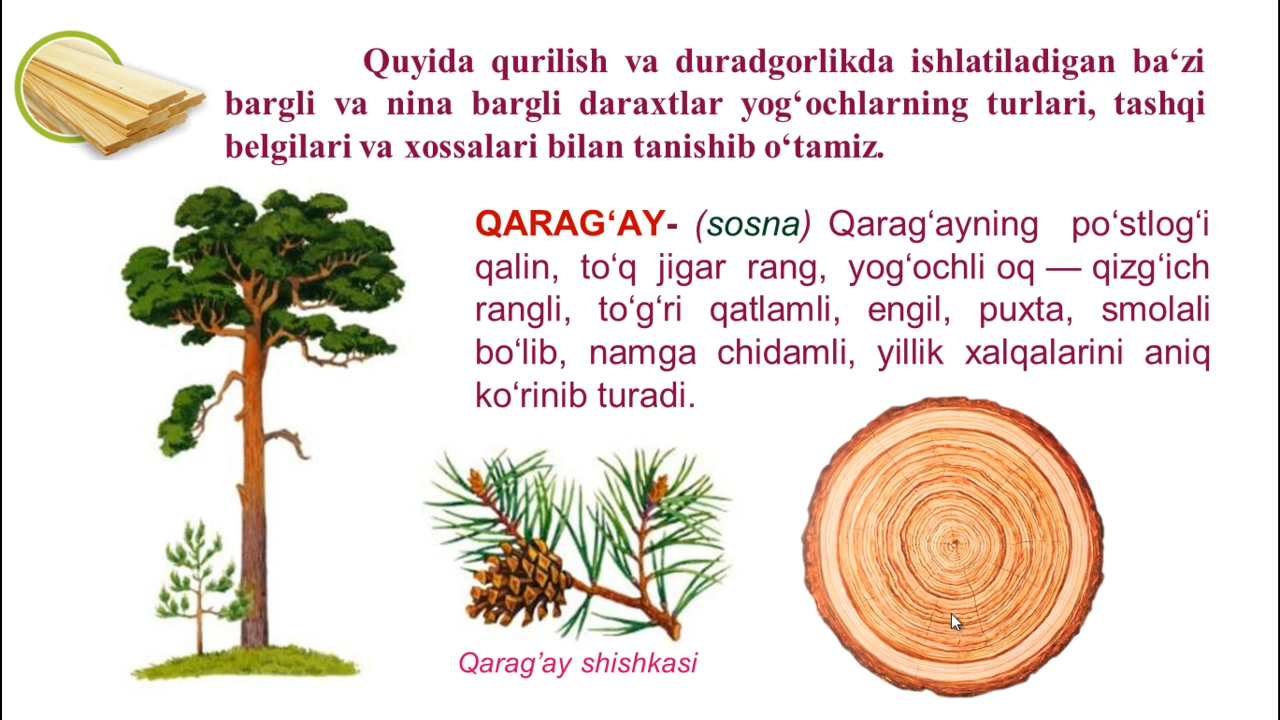 Quyida qurilish va duradgorlikda ishlatiladigan ba‘zi
bargli va nina bargli daraxtlar yog‘ochlarning turlari, tashqi
belgilari va xossalari bilan tanishib o‘tamiz.
QARAG‘AY- (sosna) Qarag‘ayning po‘stlog‘i
qalin, to‘q jigar rang, yog‘ochli oq — qizg‘ich
rangli, to‘g‘ri qatlamli, engil, puxta, smolali
bo‘lib, namga chidamli, yillik xalqalarini aniq
ko‘rinib turadi.
Qarag’ay shishkasi